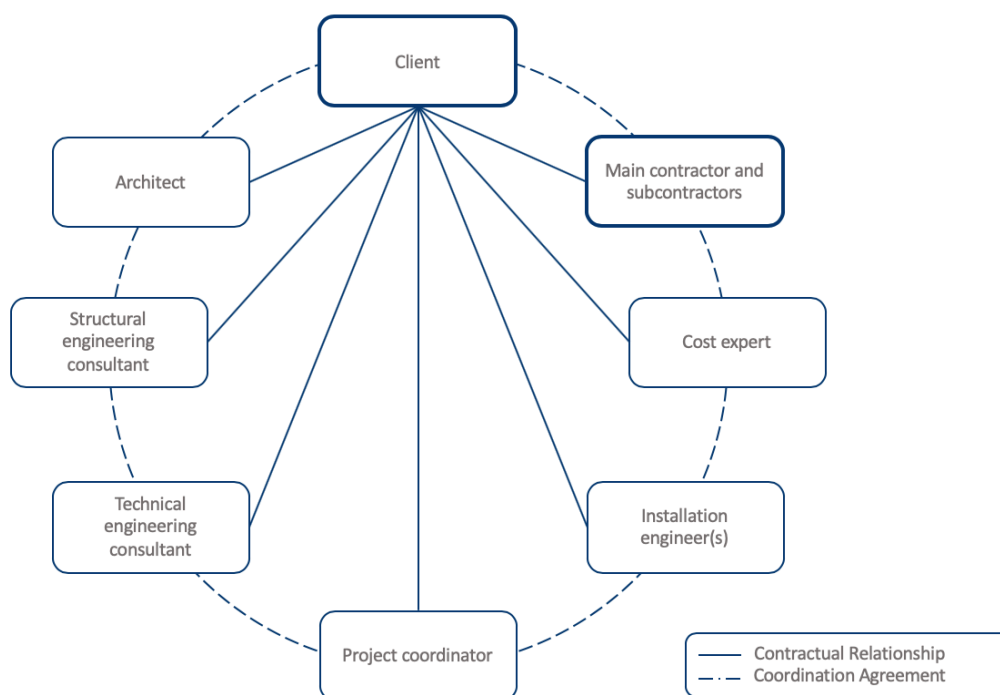 Client
Architect
Main contractor and
subcontractors
Structural
engineering
consultant
Cost expert
Technical
engineering
consultant
Installation
engineer(s)
Project coordinator
Contractual Relationship
Coordination Agreement